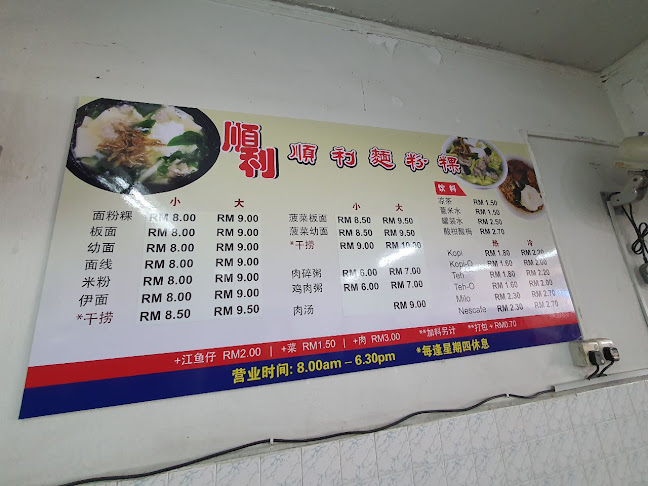 順利
順利麵粉粿
小 大
面粉粿 RM 8.00 RM 9.00
板面 RM 8.00 RM 9.00
幼面 RM 8.00 RM 9.00
面线 RM 8.00 RM 9.00
米粉 RM 8.00 RM 9.00
伊面 RM 8.00 RM 9.00
*干捞 RM 8.50 RM 9.50
小 大
菠菜板面 RM 8.50 RM 9.50
菠菜幼面 RM 8.50 RM 9.50
*干捞 RM 9.00 RM 10.00
肉碎粥 RM 6.00 RM 7.00
鸡肉粥 RM 6.00 RM 7.00
肉汤 RM 9.00
饮料
凉茶 RM 1.50
薏米水 RM 1.50
罐装水 RM 2.50
酸柑酸梅 RM 2.70
热 冷
Kopi RM 1.80 RM 2.20
Kopi-O RM 1.60 RM 2.00
Teh RM 1.80 RM 2.20
Teh-O RM 1.60 RM 2.00
Milo RM 2.30 RM 2.70
Nescafe RM 2.30 RM 2.70
+江鱼仔 RM2.00 | +菜 RM1.50 | +肉 RM3.00 **加料另计 **打包 + RM0.70
营业时间: 8.00am – 6.30pm *每逢星期四休息